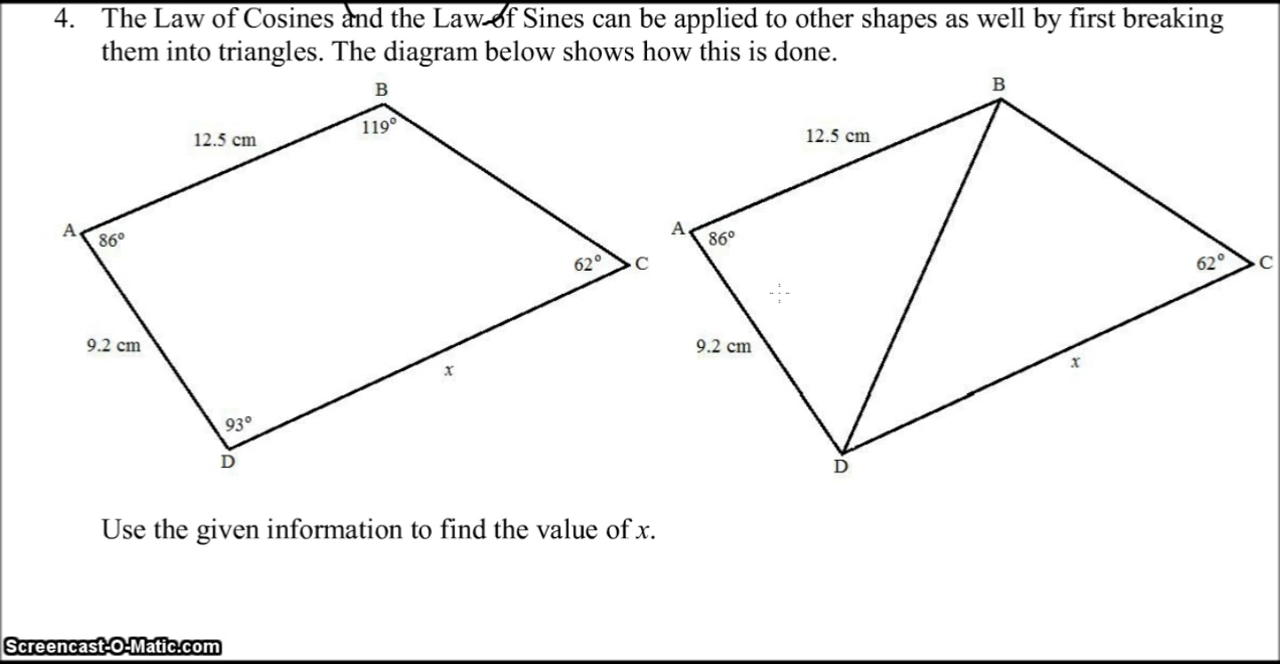 4. The Law of Cosines and the Law of Sines can be applied to other shapes as well by first breaking
them into triangles. The diagram below shows how this is done.
B
119°
12.5 cm
A
86°
62°
C
9.2 cm
x
93°
D
B
12.5 cm
A
86°
62°
C
9.2 cm
x
D
Use the given information to find the value of x.
Screencast-O-Matic.com